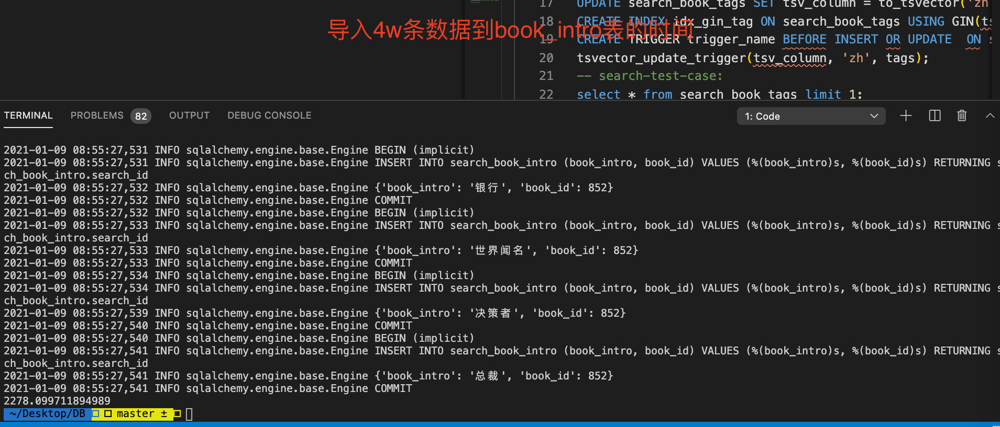 17 UPDATE search_book_tags SET tsv_column = to_tsvector('zh
导入4w条数据到book_intro表的时间
18 CREATE INDEX idx_gin_tag ON search_book_tags USING GIN(ts
19 CREATE TRIGGER trigger_name BEFORE INSERT OR UPDATE ON s
20 tsvector_update_trigger(tsv_column, 'zh', tags);
21 -- search-test-case:
22 select * from search_book_tags limit 1;
TERMINAL PROBLEMS 82 OUTPUT DEBUG CONSOLE 1: Code
2021-01-09 08:55:27,531 INFO sqlalchemy.engine.base.Engine BEGIN (implicit)
2021-01-09 08:55:27,531 INFO sqlalchemy.engine.base.Engine INSERT INTO search_book_intro (book_intro, book_id) VALUES (%(book_intro)s, %(book_id)s) RETURNING s
ch_book_intro.search_id
2021-01-09 08:55:27,532 INFO sqlalchemy.engine.base.Engine {'book_intro': '银行', 'book_id': 852}
2021-01-09 08:55:27,532 INFO sqlalchemy.engine.base.Engine COMMIT
2021-01-09 08:55:27,532 INFO sqlalchemy.engine.base.Engine BEGIN (implicit)
2021-01-09 08:55:27,533 INFO sqlalchemy.engine.base.Engine INSERT INTO search_book_intro (book_intro, book_id) VALUES (%(book_intro)s, %(book_id)s) RETURNING s
ch_book_intro.search_id
2021-01-09 08:55:27,533 INFO sqlalchemy.engine.base.Engine {'book_intro': '世界闻名', 'book_id': 852}
2021-01-09 08:55:27,533 INFO sqlalchemy.engine.base.Engine COMMIT
2021-01-09 08:55:27,534 INFO sqlalchemy.engine.base.Engine BEGIN (implicit)
2021-01-09 08:55:27,534 INFO sqlalchemy.engine.base.Engine INSERT INTO search_book_intro (book_intro, book_id) VALUES (%(book_intro)s, %(book_id)s) RETURNING s
ch_book_intro.search_id
2021-01-09 08:55:27,539 INFO sqlalchemy.engine.base.Engine {'book_intro': '决策者', 'book_id': 852}
2021-01-09 08:55:27,540 INFO sqlalchemy.engine.base.Engine COMMIT
2021-01-09 08:55:27,540 INFO sqlalchemy.engine.base.Engine BEGIN (implicit)
2021-01-09 08:55:27,541 INFO sqlalchemy.engine.base.Engine INSERT INTO search_book_intro (book_intro, book_id) VALUES (%(book_intro)s, %(book_id)s) RETURNING s
ch_book_intro.search_id
2021-01-09 08:55:27,541 INFO sqlalchemy.engine.base.Engine {'book_intro': '总裁', 'book_id': 852}
2021-01-09 08:55:27,541 INFO sqlalchemy.engine.base.Engine COMMIT
2278.099711894989
~/Desktop/DB master ±